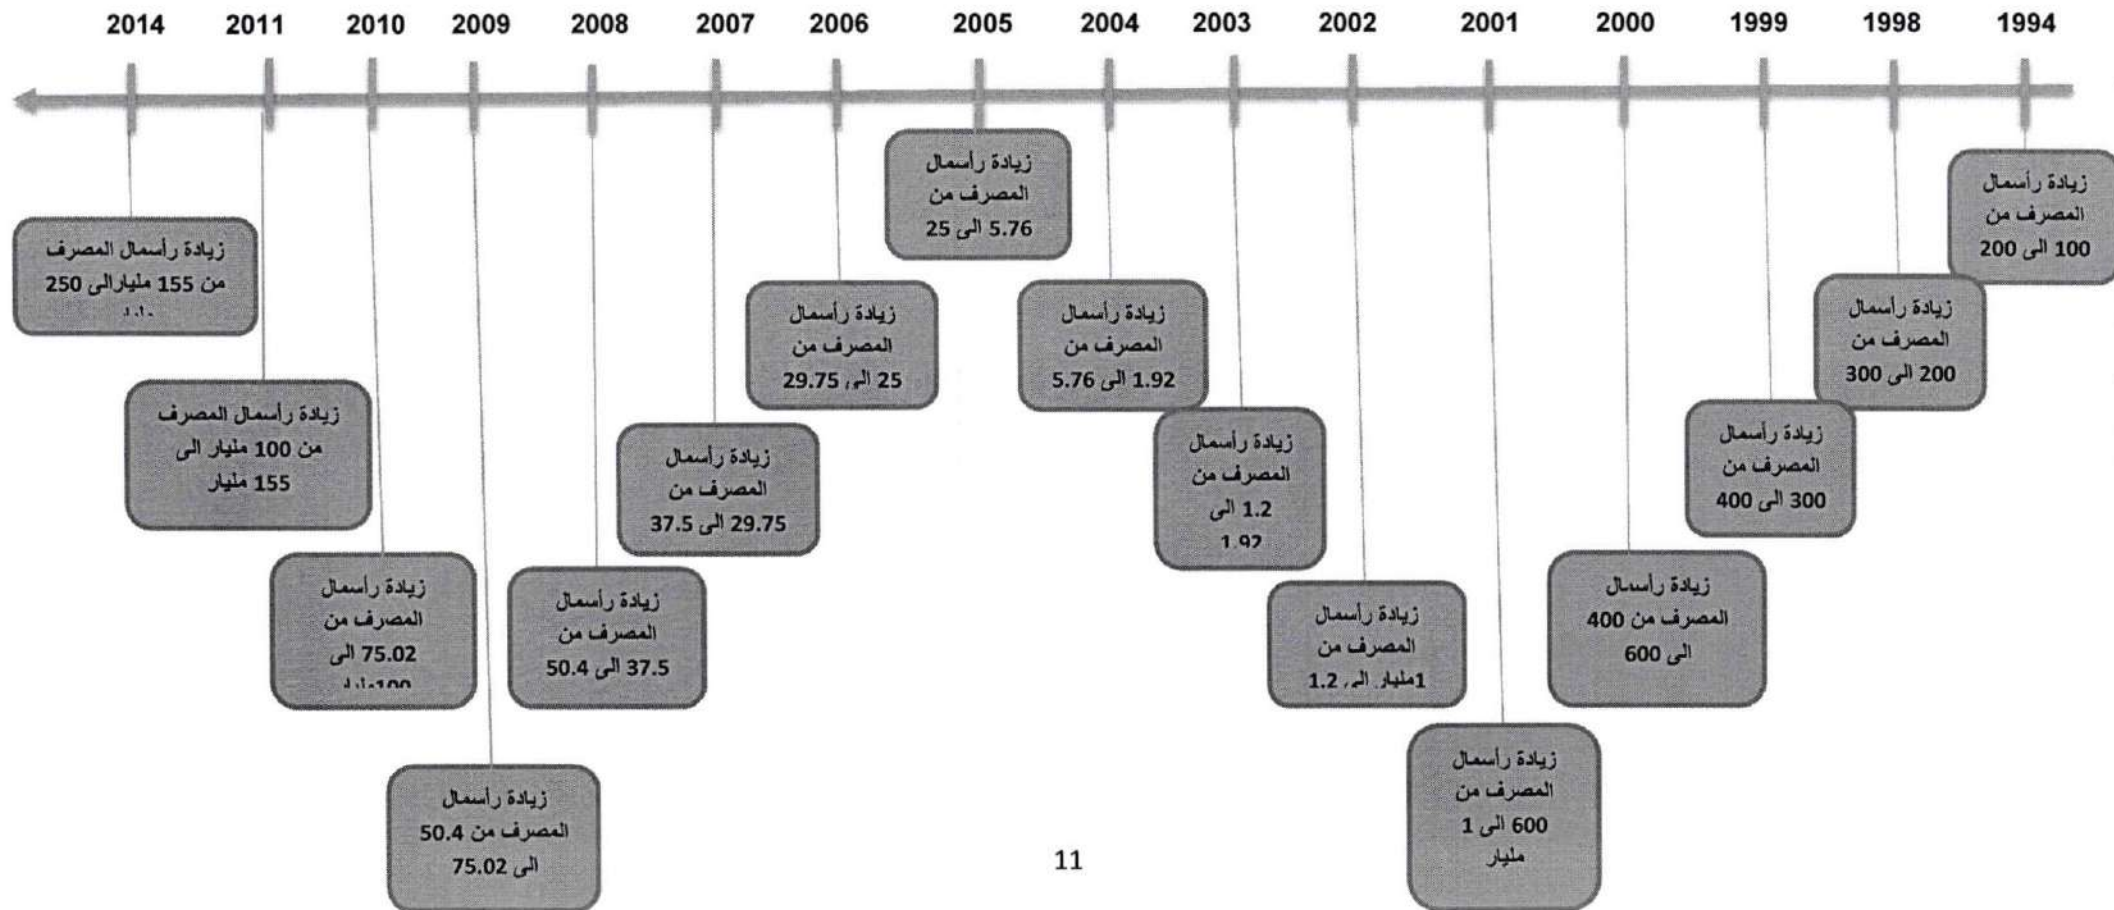 1994 1998 1999 2000 2001 2002 2003 2004 2005 2006 2007 2008 2009 2010 2011 2014
زيادة رأسمال
المصرف من
100 الى 200
زيادة رأسمال
المصرف من
200 الى 300
زيادة رأسمال
المصرف من
300 الى 400
زيادة رأسمال
المصرف من 400
الى 600
زيادة رأسمال
المصرف من
600 الى 1
مليار
زيادة رأسمال
المصرف من
1مليار الى 1.2
زيادة رأسمال
المصرف من
1.2 الى
1.92
زيادة رأسمال
المصرف من
1.92 الى 5.76
زيادة رأسمال
المصرف من
5.76 الى 25
زيادة رأسمال
المصرف من
25 الى 29.75
زيادة رأسمال
المصرف من
29.75 الى 37.5
زيادة رأسمال
المصرف من
37.5 الى 50.4
زيادة رأسمال
المصرف من 50.4
الى 75.02
زيادة رأسمال
المصرف من
75.02 الى
100مليار
زيادة رأسمال المصرف
من 100 مليار الى
155 مليار
زيادة رأسمال المصرف
من 155 مليارالى 250
11